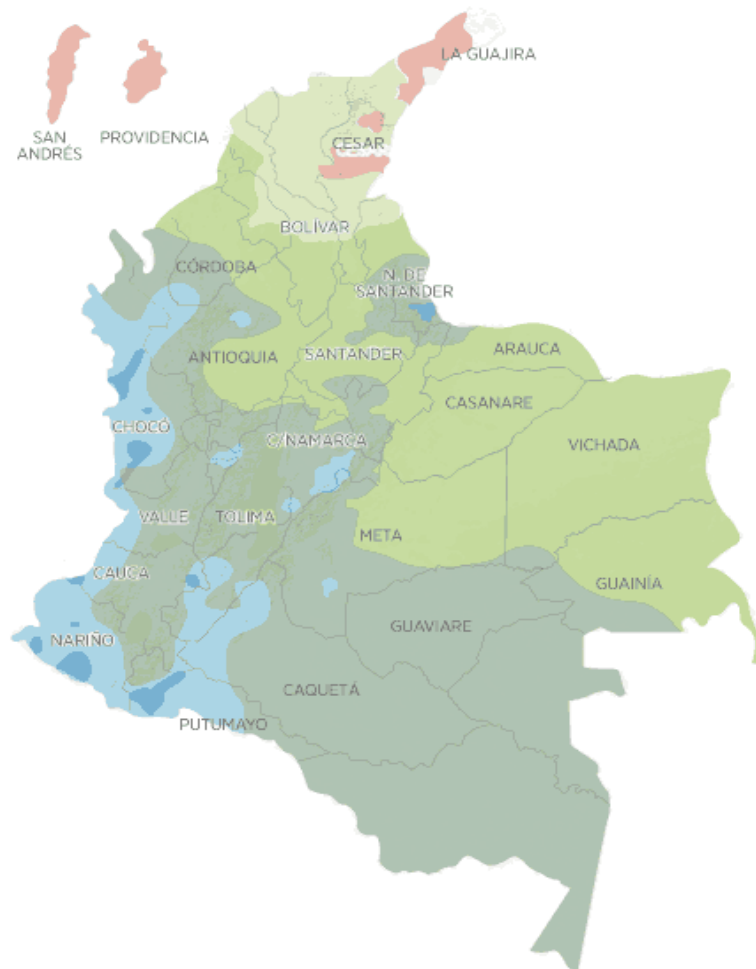 LA GUAJIRA
SAN
ANDRÉS
PROVIDENCIA
CESAR
BOLÍVAR
CÓRDOBA
N. DE
SANTANDER
ANTIOQUIA
SANTANDER
ARAUCA
CASANARE
CHOCÓ
C/NAMARCA
VICHADA
VALLE
TOLIMA
META
CAUCA
GUAINÍA
NARIÑO
GUAVIARE
CAQUETÁ
PUTUMAYO